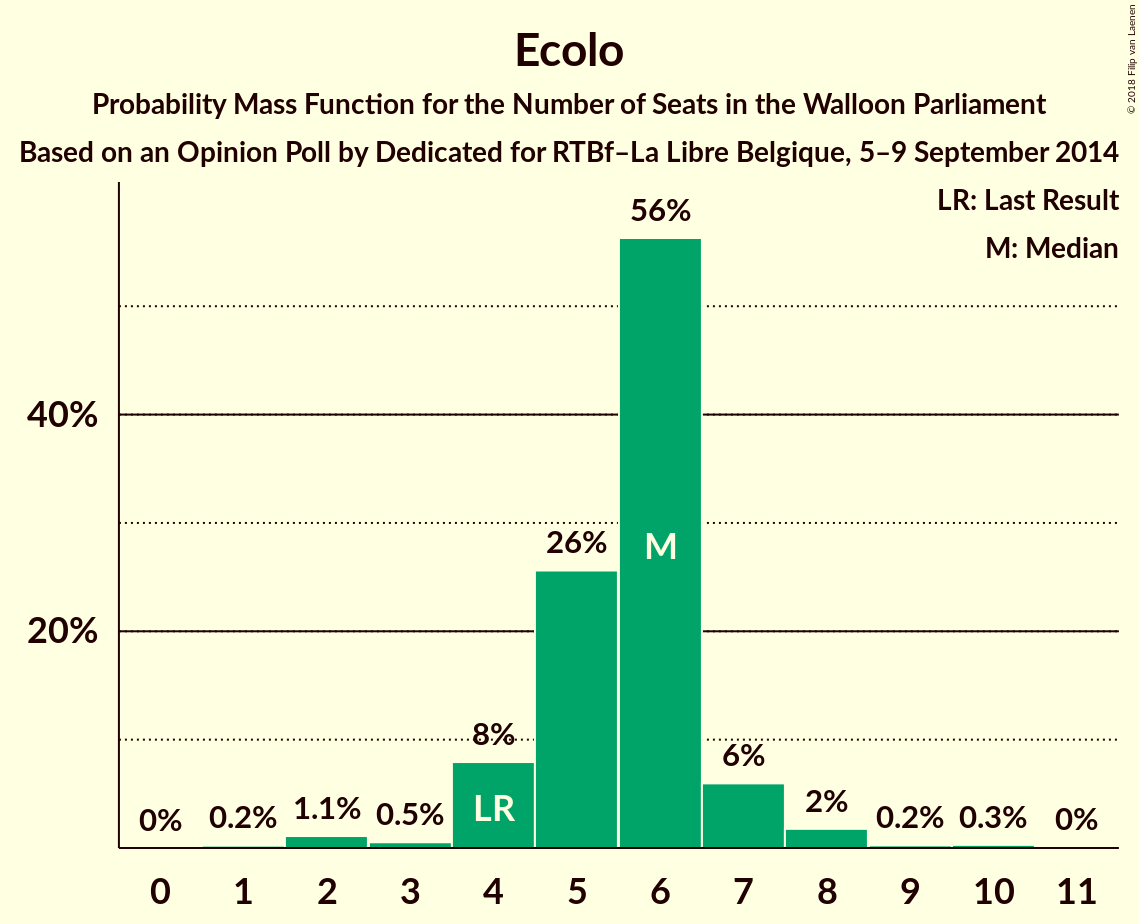 © 2018 Filip van Laenen
Ecolo
Probability Mass Function for the Number of Seats in the Walloon Parliament
Based on an Opinion Poll by Dedicated for RTBf–La Libre Belgique, 5–9 September 2014
LR: Last Result
M: Median
40%
20%
0% 0.2% 1.1% 0.5% 8% 26% 56% 6% 2% 0.2% 0.3% 0%
LR M
0 1 2 3 4 5 6 7 8 9 10 11